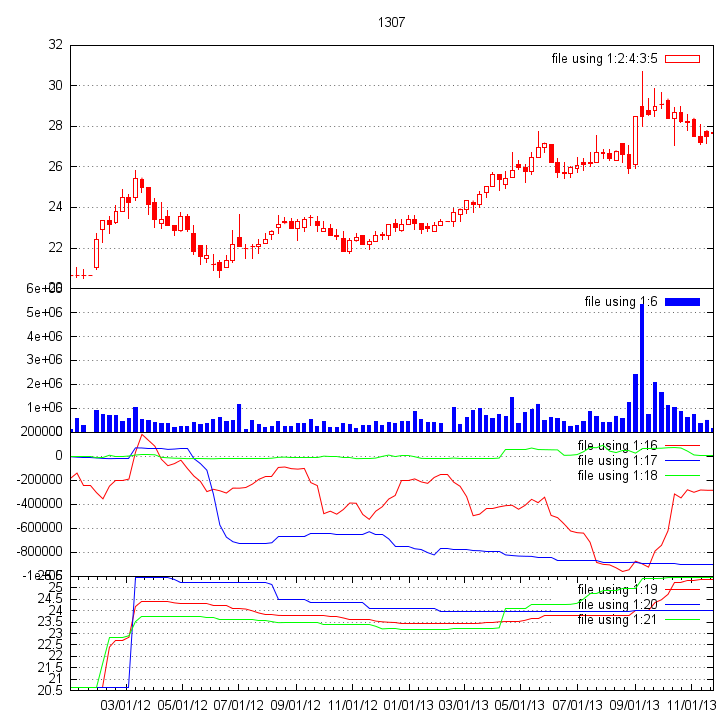 1307
32
file using 1:2:4:3:5
30
28
26
24
22
6e+06
file using 1:6
5e+06
4e+06
3e+06
2e+06
1e+06
200000
file using 1:16
0
file using 1:17
file using 1:18
-200000
-400000
-600000
-800000
25
file using 1:19
24.5
file using 1:20
24
file using 1:21
23.5
23
22.5
22
21.5
21
20.5
03/01/12 05/01/12 07/01/12 09/01/12 11/01/12 01/01/13 03/01/13 05/01/13 07/01/13 09/01/13 11/01/13